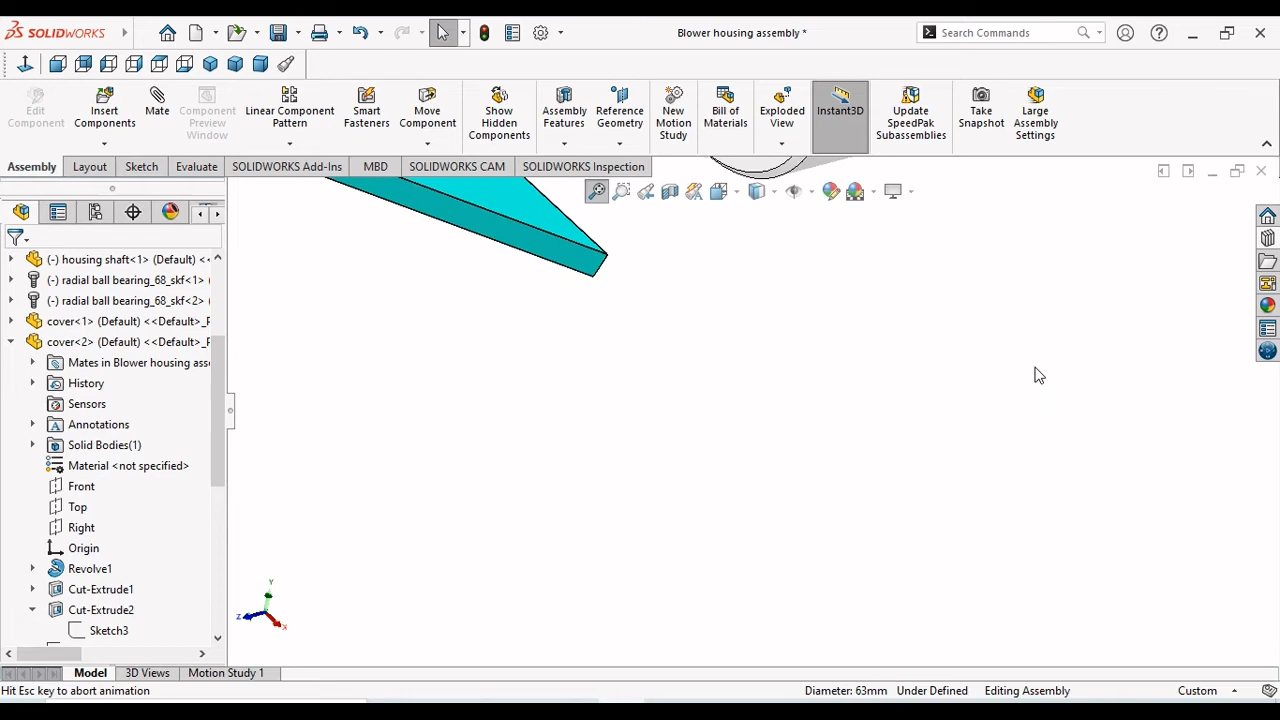 SOLIDWORKS
Blower housing assembly *
Search Commands
Edit Component
Insert Components
Mate
Component Preview Window
Linear Component Pattern
Smart Fasteners
Move Component
Show Hidden Components
Assembly Features
Reference Geometry
New Motion Study
Bill of Materials
Exploded View
Instant3D
Update SpeedPak Subassemblies
Take Snapshot
Large Assembly Settings
Assembly
Layout
Sketch
Evaluate
SOLIDWORKS Add-Ins
MBD
SOLIDWORKS CAM
SOLIDWORKS Inspection
(-) housing shaft<1> (Default) <<
(-) radial ball bearing_68_skf<1> (
(-) radial ball bearing_68_skf<2> (
cover<1> (Default) <<Default>_
cover<2> (Default) <<Default>_
Mates in Blower housing ass
History
Sensors
Annotations
Solid Bodies(1)
Material <not specified>
Front
Top
Right
Origin
Revolve1
Cut-Extrude1
Cut-Extrude2
Sketch3
Y
Z
X
Model
3D Views
Motion Study 1
Hit Esc key to abort animation
Diameter: 63mm
Under Defined
Editing Assembly
Custom